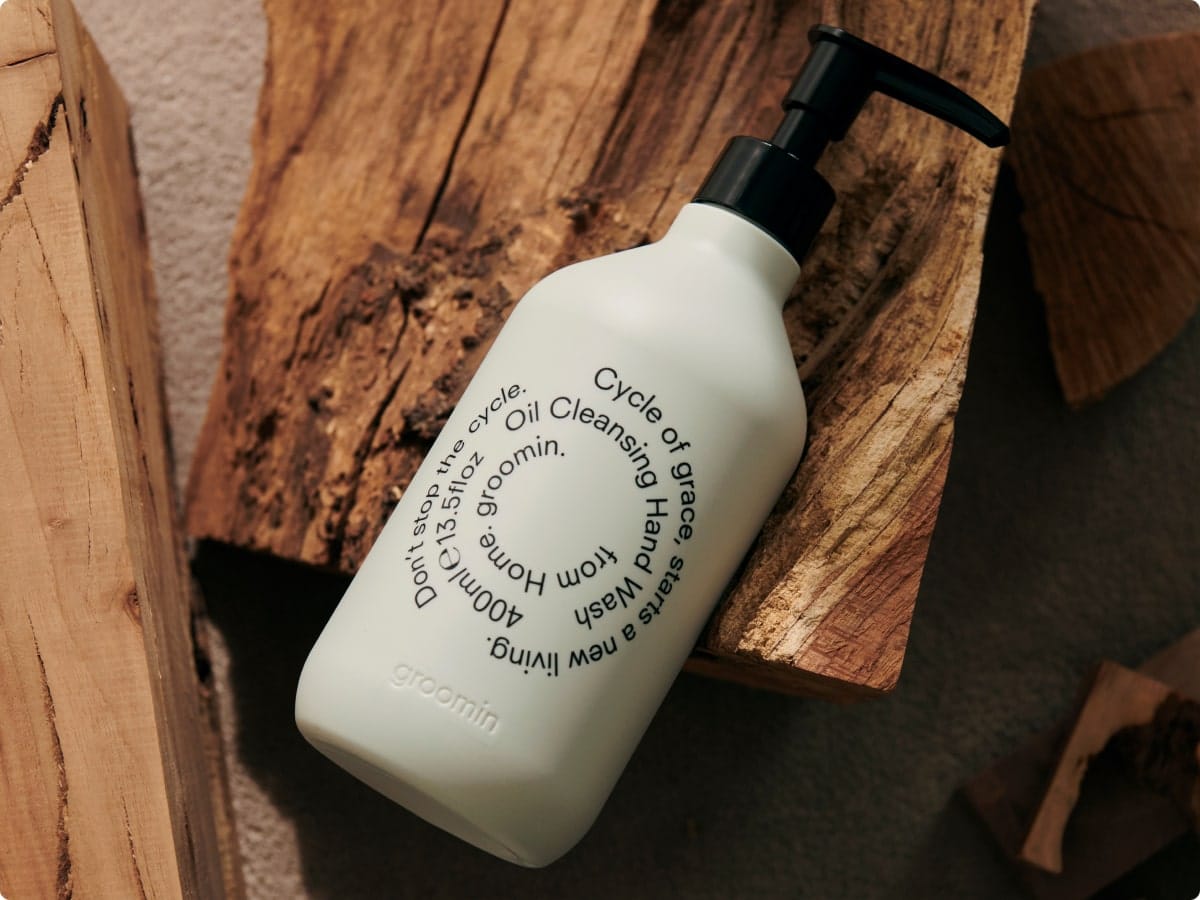 Cycle of grace, starts a new living.
Don't stop the cycle.
Oil Cleansing Hand Wash
400ml℮13.5floz
groomin.
from Home. groomin